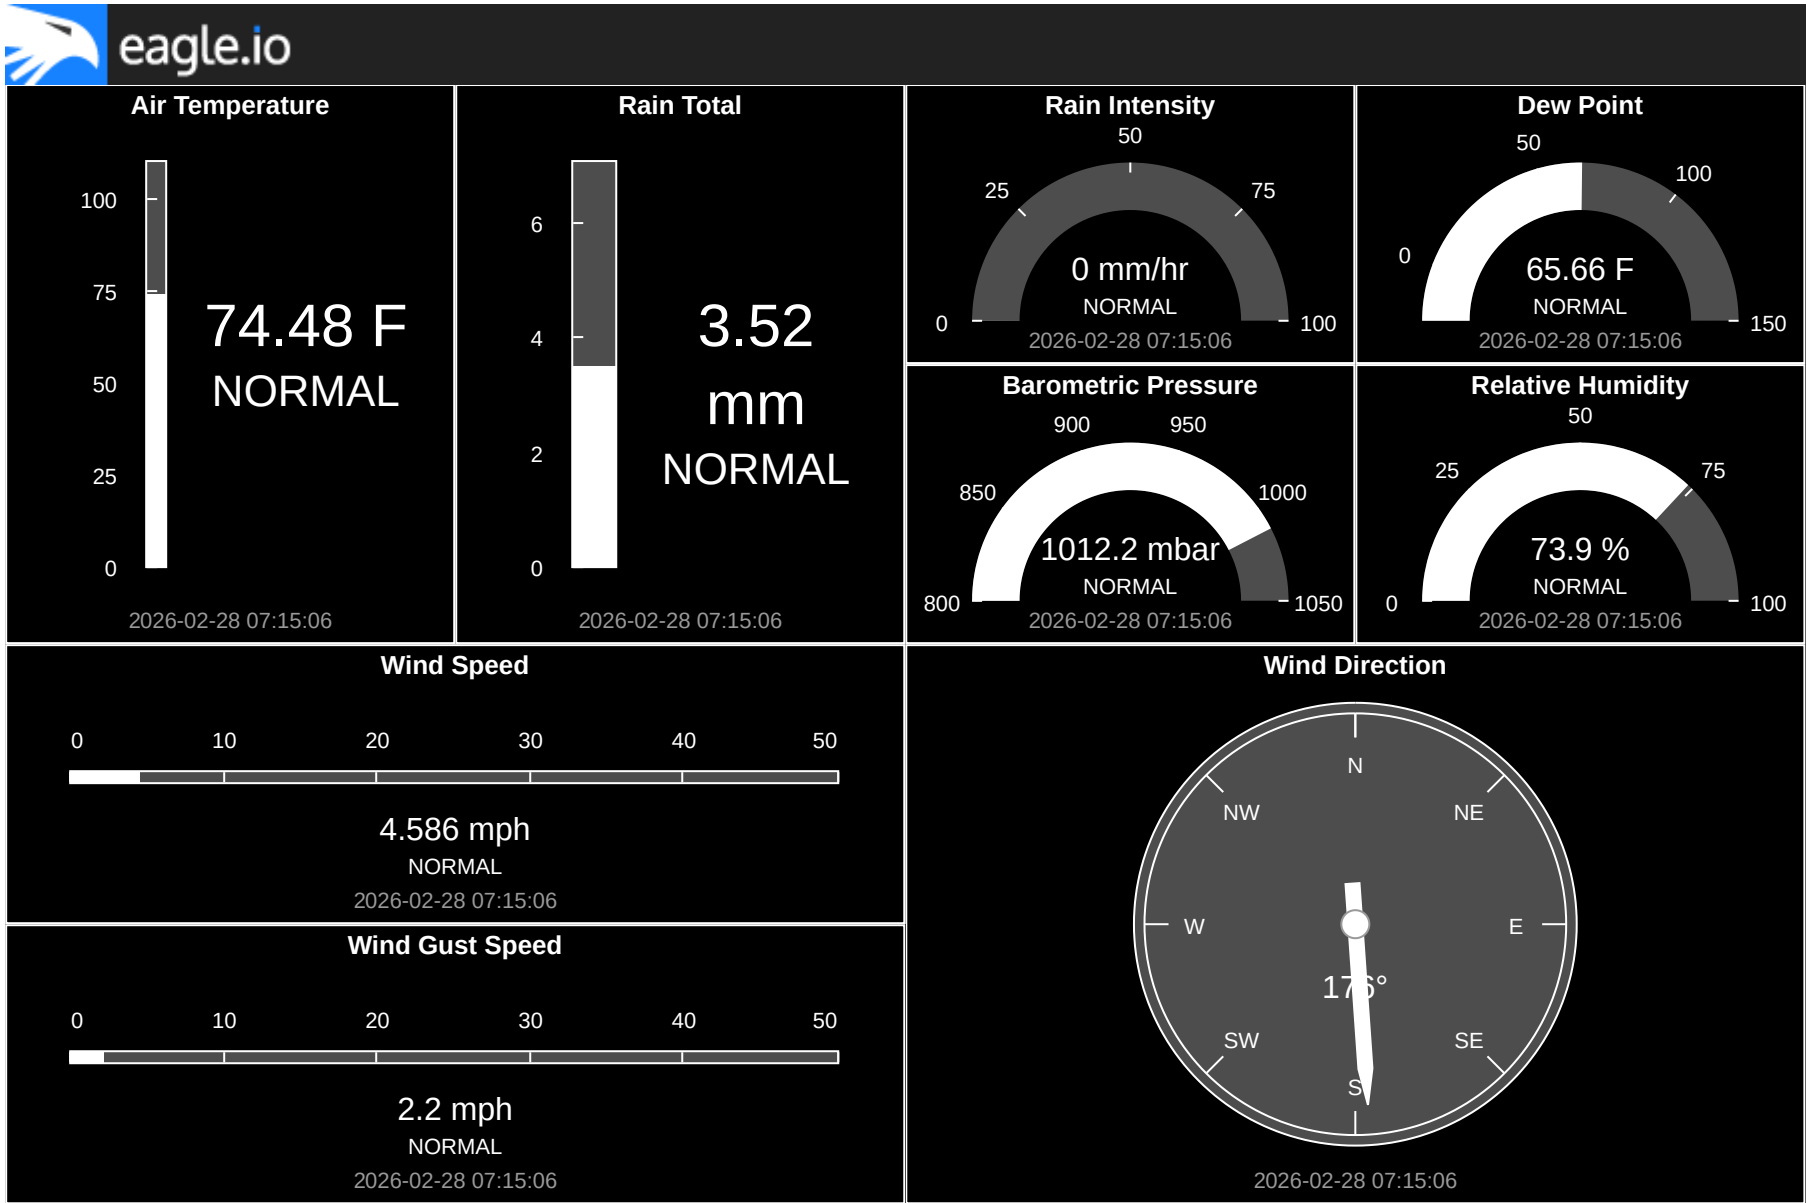 eagle.io
Air Temperature
100
75
50
25
0
74.48 F
NORMAL
2026-02-28 07:15:06
Rain Total
6
4
2
0
3.52
mm
NORMAL
2026-02-28 07:15:06
Rain Intensity
50
25
75
0
100
0 mm/hr
NORMAL
2026-02-28 07:15:06
Dew Point
50
100
0
150
65.66 F
NORMAL
2026-02-28 07:15:06
Barometric Pressure
900
950
850
1000
800
1050
1012.2 mbar
NORMAL
2026-02-28 07:15:06
Relative Humidity
50
25
75
0
100
73.9 %
NORMAL
2026-02-28 07:15:06
Wind Speed
0 10 20 30 40 50
4.586 mph
NORMAL
2026-02-28 07:15:06
Wind Gust Speed
0 10 20 30 40 50
2.2 mph
NORMAL
2026-02-28 07:15:06
Wind Direction
N
NW
NE
W
E
176°
SW
SE
S
2026-02-28 07:15:06